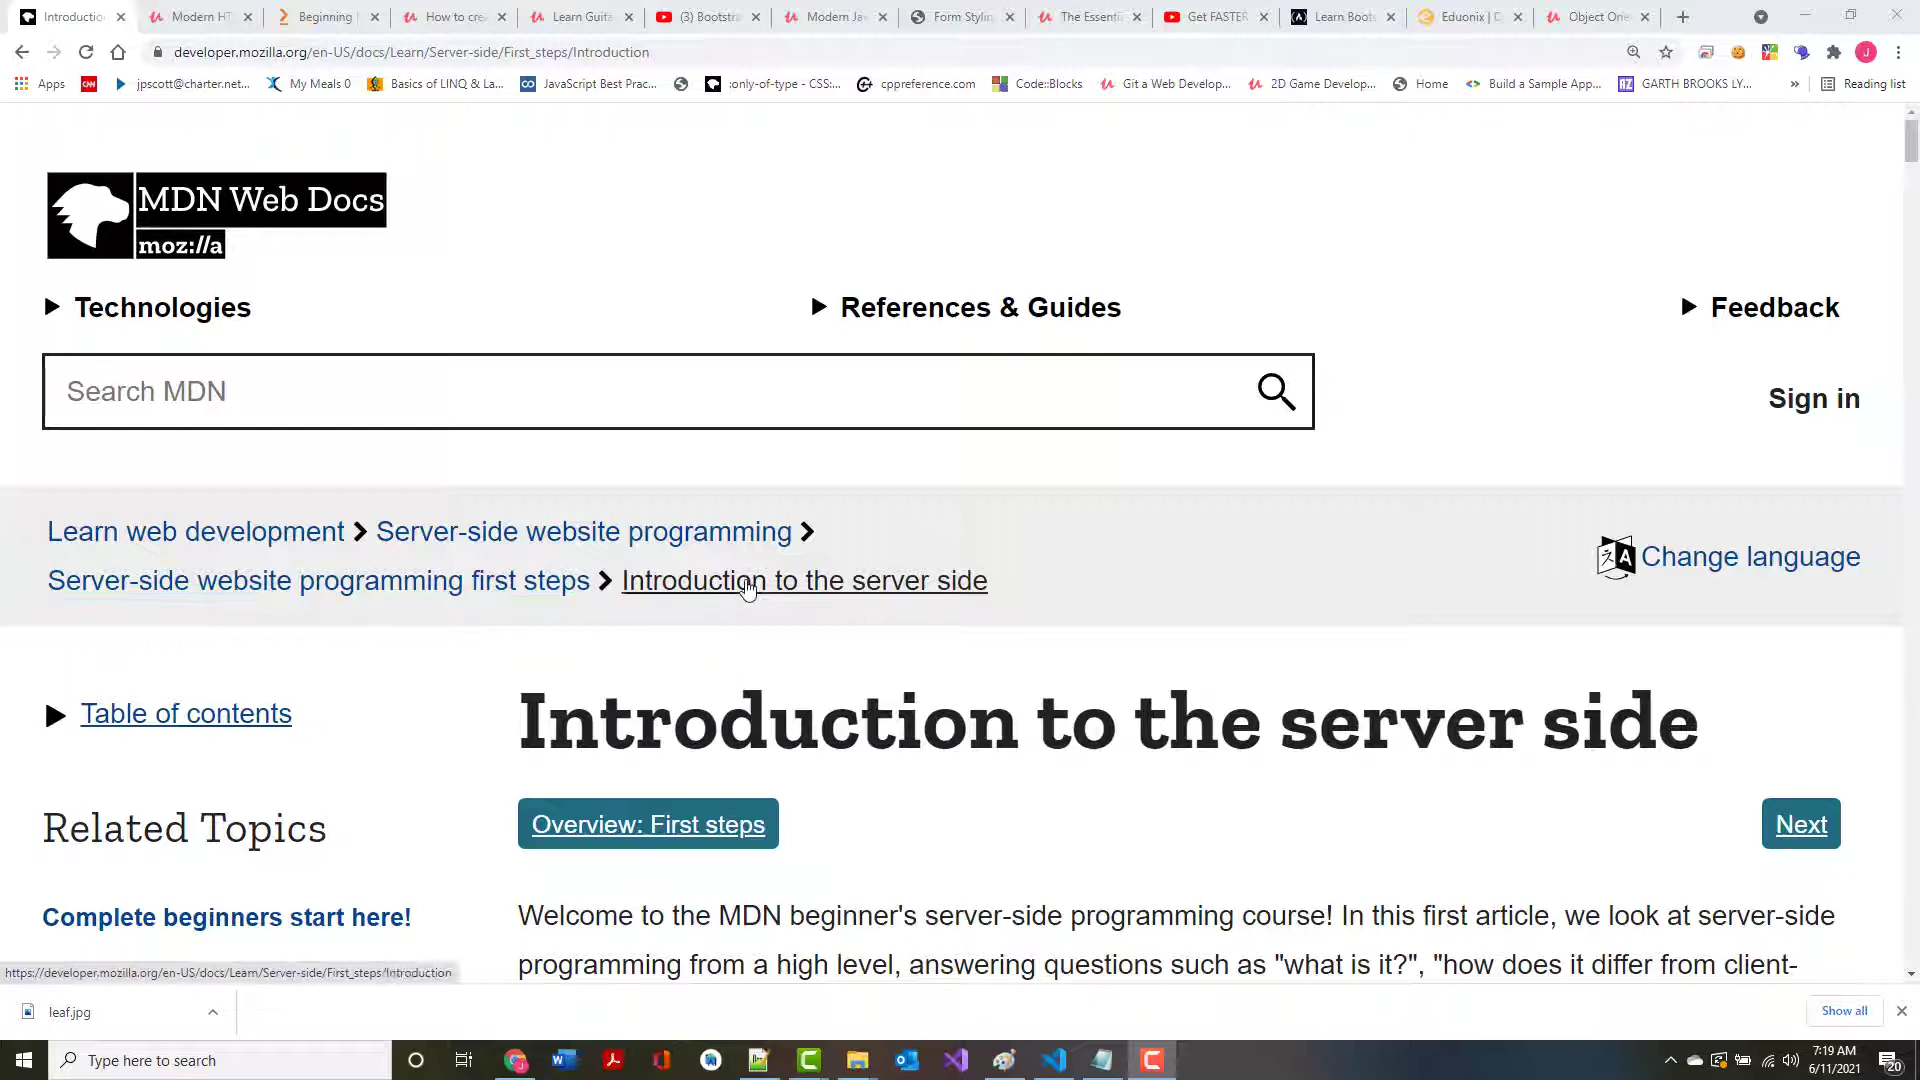 Introductio
Modern HT
Beginning
How to cre
Learn Guita
(3) Bootstra
Modern Ja
Form Stylin
The Essenti
Get FASTER
Learn Boots
Eduonix | D
Object One
developer.mozilla.org/en-US/docs/Learn/Server-side/First_steps/Introduction
J
Apps
CNN
jpscott@charter.net...
My Meals 0
Basics of LINQ & La...
JavaScript Best Prac...
:only-of-type - CSS:...
cppreference.com
Code::Blocks
Git a Web Develop...
2D Game Develop...
Home
Build a Sample App...
GARTH BROOKS LY...
»
Reading list
MDN Web Docs
moz://a
Technologies
References & Guides
Feedback
Search MDN
Sign in
Learn web development
Server-side website programming
Server-side website programming first steps
Introduction to the server side
Change language
Table of contents
Introduction to the server side
Overview: First steps
Next
Related Topics
Complete beginners start here!
Welcome to the MDN beginner's server-side programming course! In this first article, we look at server-side
programming from a high level, answering questions such as "what is it?", "how does it differ from client-
https://developer.mozilla.org/en-US/docs/Learn/Server-side/First_steps/Introduction
leaf.jpg
Show all
Type here to search
7:19 AM
6/11/2021
20